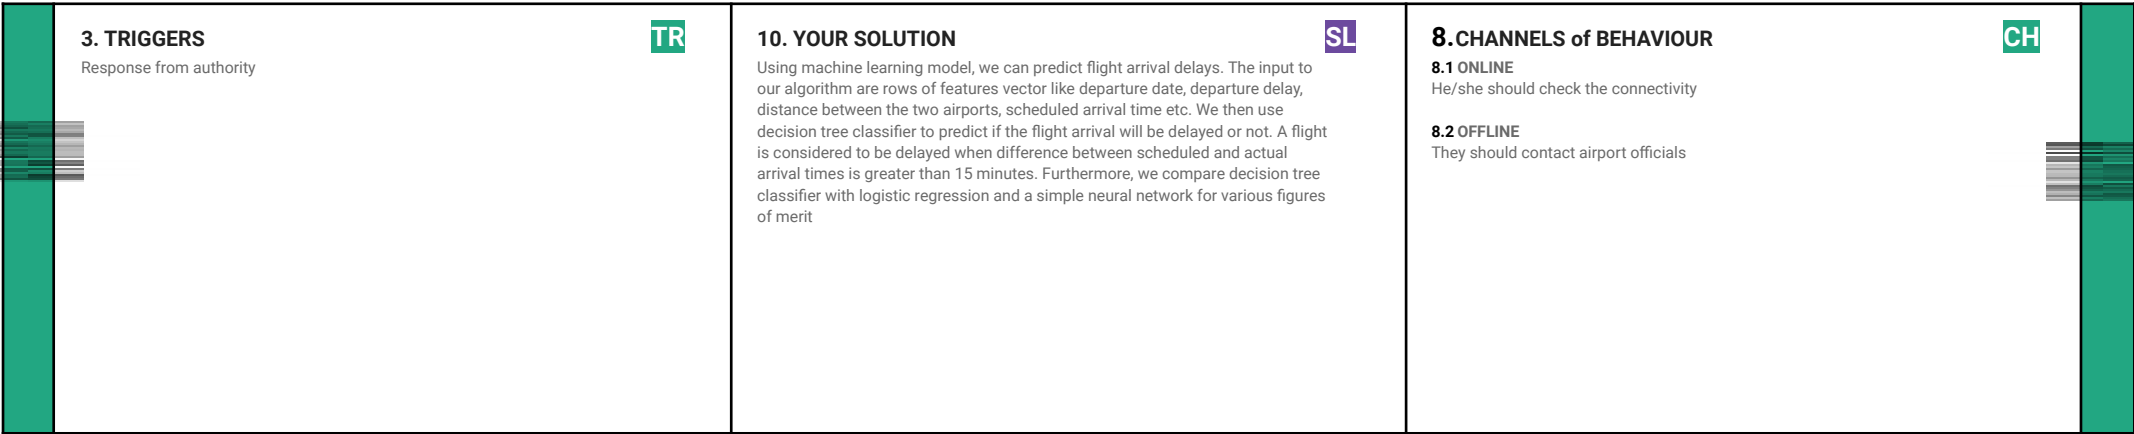 3. TRIGGERS
TR
Response from authority
10. YOUR SOLUTION
SL
Using machine learning model, we can predict flight arrival delays. The input to
our algorithm are rows of features vector like departure date, departure delay,
distance between the two airports, scheduled arrival time etc. We then use
decision tree classifier to predict if the flight arrival will be delayed or not. A flight
is considered to be delayed when difference between scheduled and actual
arrival times is greater than 15 minutes. Furthermore, we compare decision tree
classifier with logistic regression and a simple neural network for various figures
of merit
8.CHANNELS of BEHAVIOUR
CH
8.1 ONLINE
He/she should check the connectivity
8.2 OFFLINE
They should contact airport officials